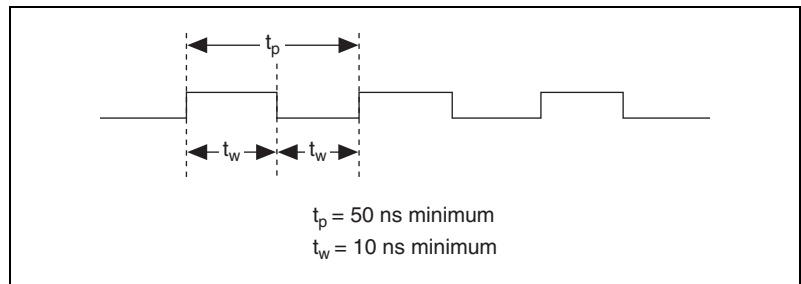 tp
tw tw
tp = 50 ns minimum
tw = 10 ns minimum